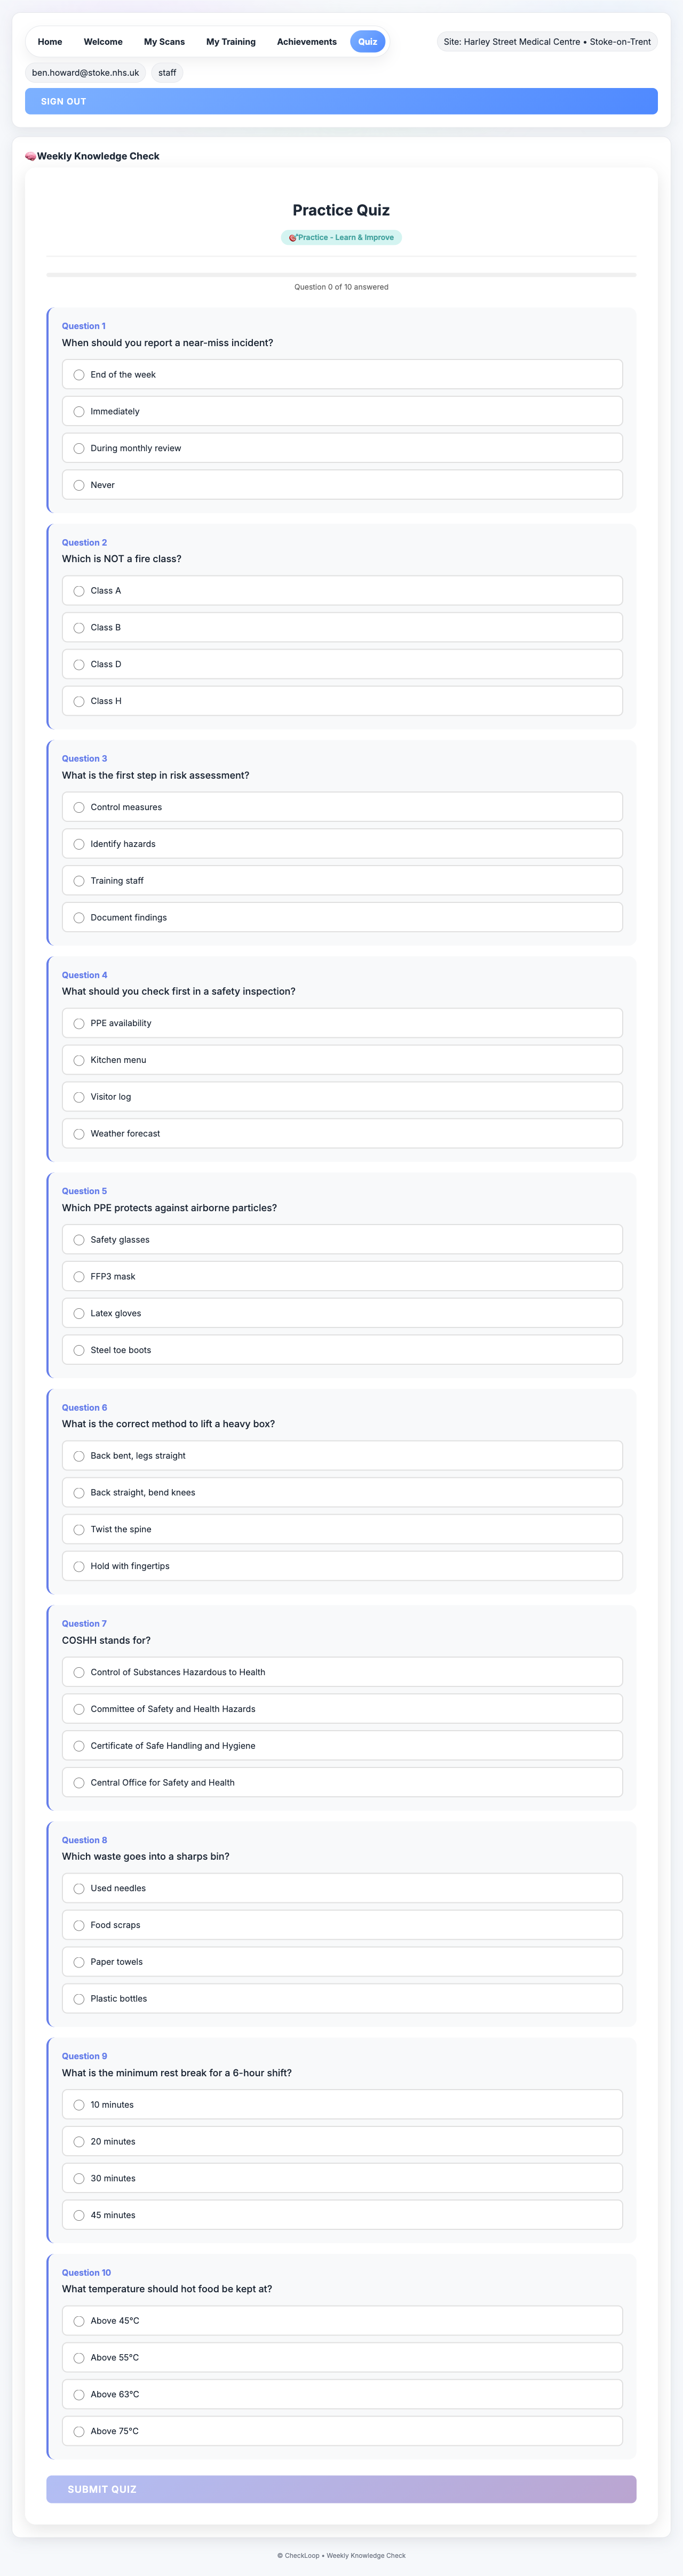 Home Welcome My Scans My Training Achievements Quiz Site: Harley Street Medical Centre • Stoke-on-Trent
ben.howard@stoke.nhs.uk staff
SIGN OUT
🧠Weekly Knowledge Check
Practice Quiz
🎯Practice - Learn & Improve
Question 0 of 10 answered
Question 1
When should you report a near-miss incident?
End of the week
Immediately
During monthly review
Never
Question 2
Which is NOT a fire class?
Class A
Class B
Class D
Class H
Question 3
What is the first step in risk assessment?
Control measures
Identify hazards
Training staff
Document findings
Question 4
What should you check first in a safety inspection?
PPE availability
Kitchen menu
Visitor log
Weather forecast
Question 5
Which PPE protects against airborne particles?
Safety glasses
FFP3 mask
Latex gloves
Steel toe boots
Question 6
What is the correct method to lift a heavy box?
Back bent, legs straight
Back straight, bend knees
Twist the spine
Hold with fingertips
Question 7
COSHH stands for?
Control of Substances Hazardous to Health
Committee of Safety and Health Hazards
Certificate of Safe Handling and Hygiene
Central Office for Safety and Health
Question 8
Which waste goes into a sharps bin?
Used needles
Food scraps
Paper towels
Plastic bottles
Question 9
What is the minimum rest break for a 6-hour shift?
10 minutes
20 minutes
30 minutes
45 minutes
Question 10
What temperature should hot food be kept at?
Above 45°C
Above 55°C
Above 63°C
Above 75°C
SUBMIT QUIZ
© CheckLoop • Weekly Knowledge Check